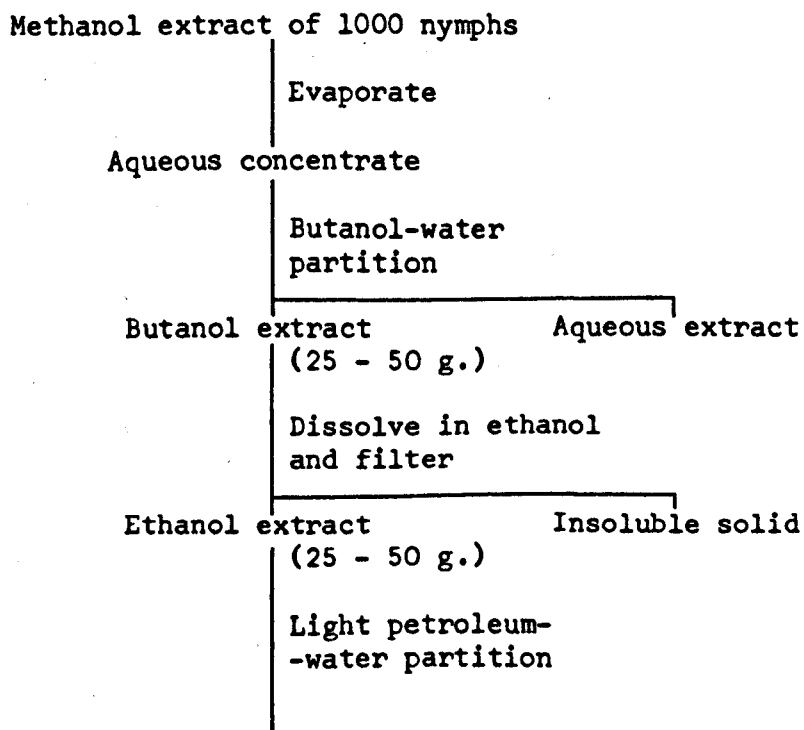 Methanol extract of 1000 nymphs
Evaporate
Aqueous concentrate
Butanol-water
partition
Butanol extract Aqueous extract
(25 - 50 g.)
Dissolve in ethanol
and filter
Ethanol extract Insoluble solid
(25 - 50 g.)
Light petroleum-
-water partition